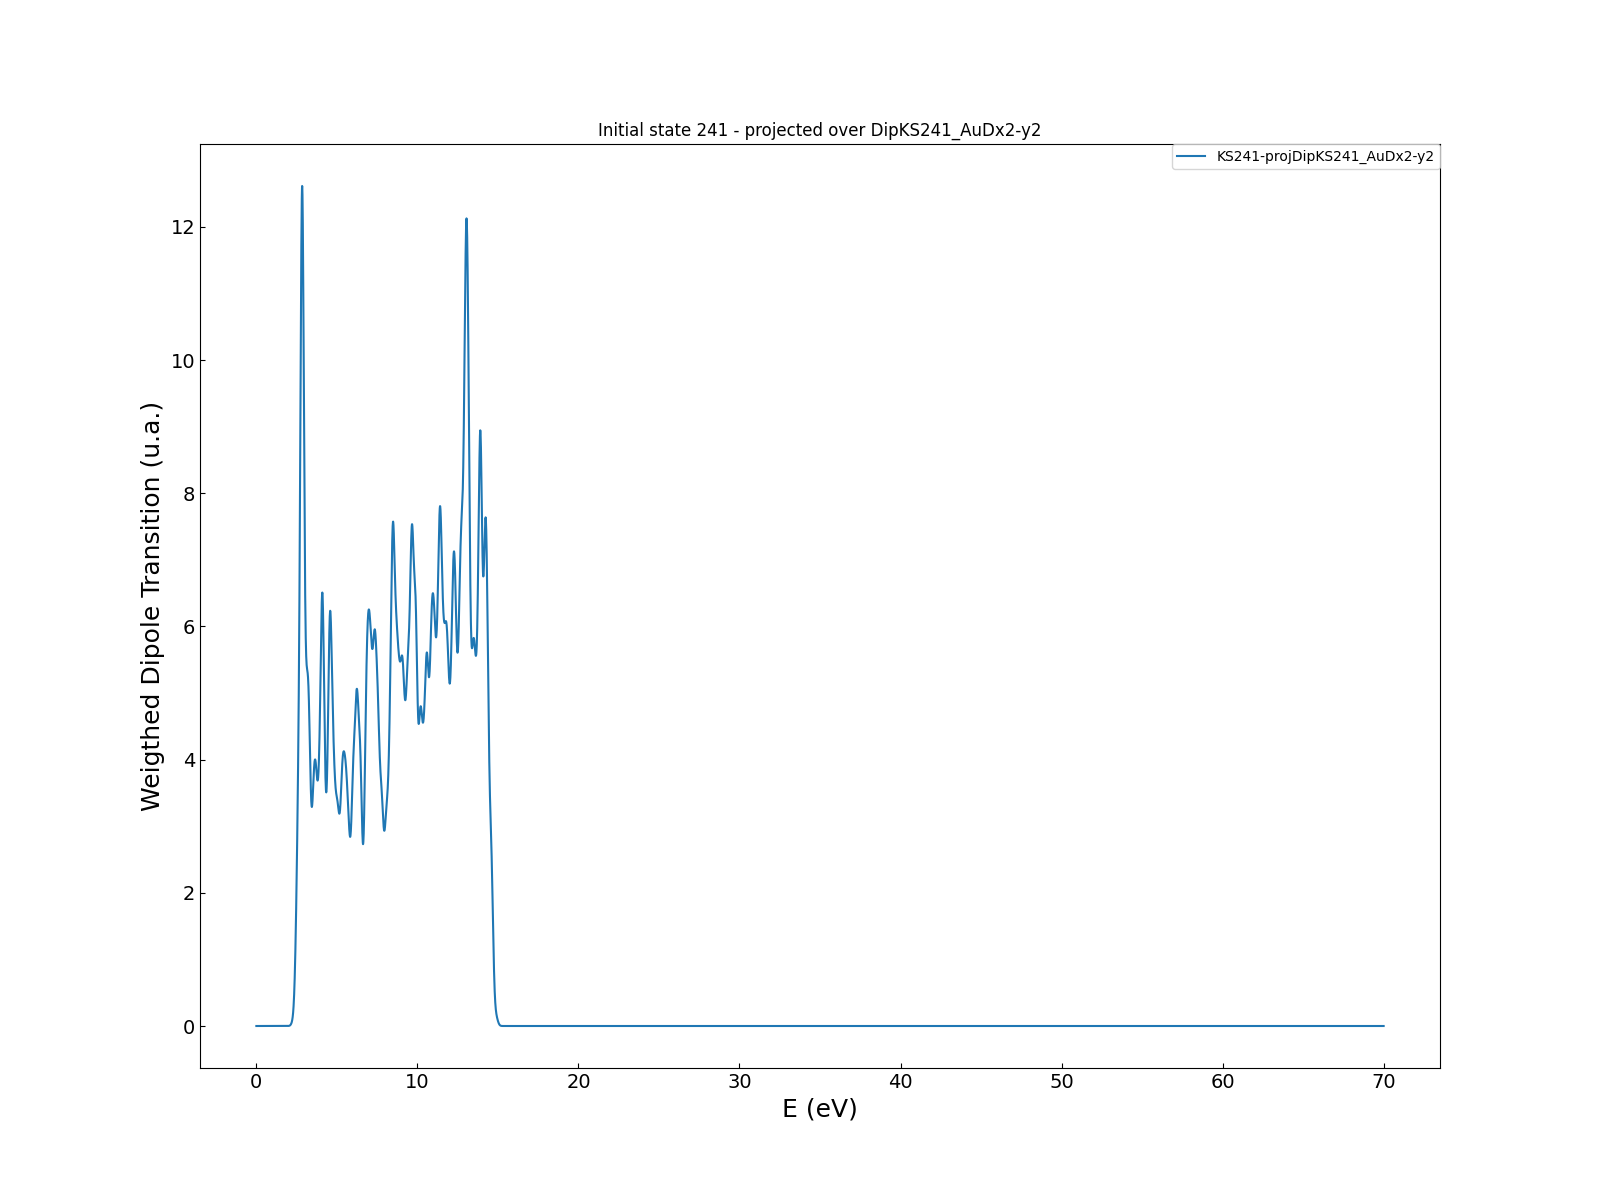 Initial state 241 - projected over DipKS241_AuDx2-y2
KS241-projDipKS241_AuDx2-y2
Weigthed Dipole Transition (u.a.)
12
10
8
6
4
2
0
0 10 20 30 40 50 60 70
E (eV)